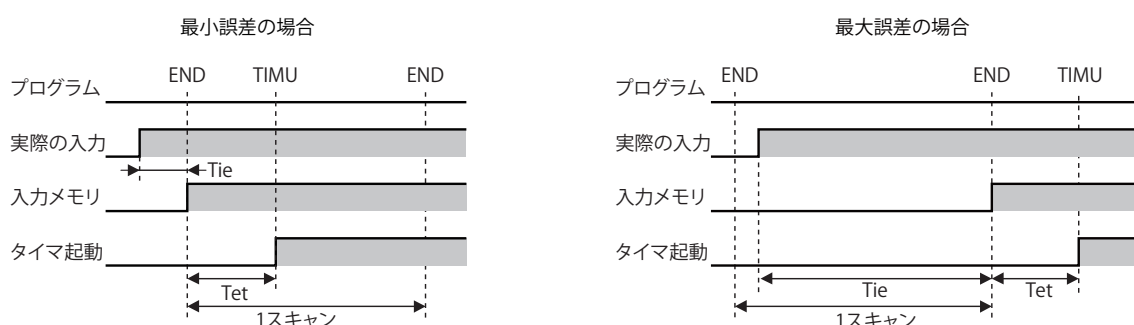 最小誤差の場合
END TIMU END
プログラム
実際の入力
Tie
入力メモリ
タイマ起動
Tet
1スキャン
最大誤差の場合
END END TIMU
プログラム
実際の入力
入力メモリ
タイマ起動
Tie Tet
1スキャン